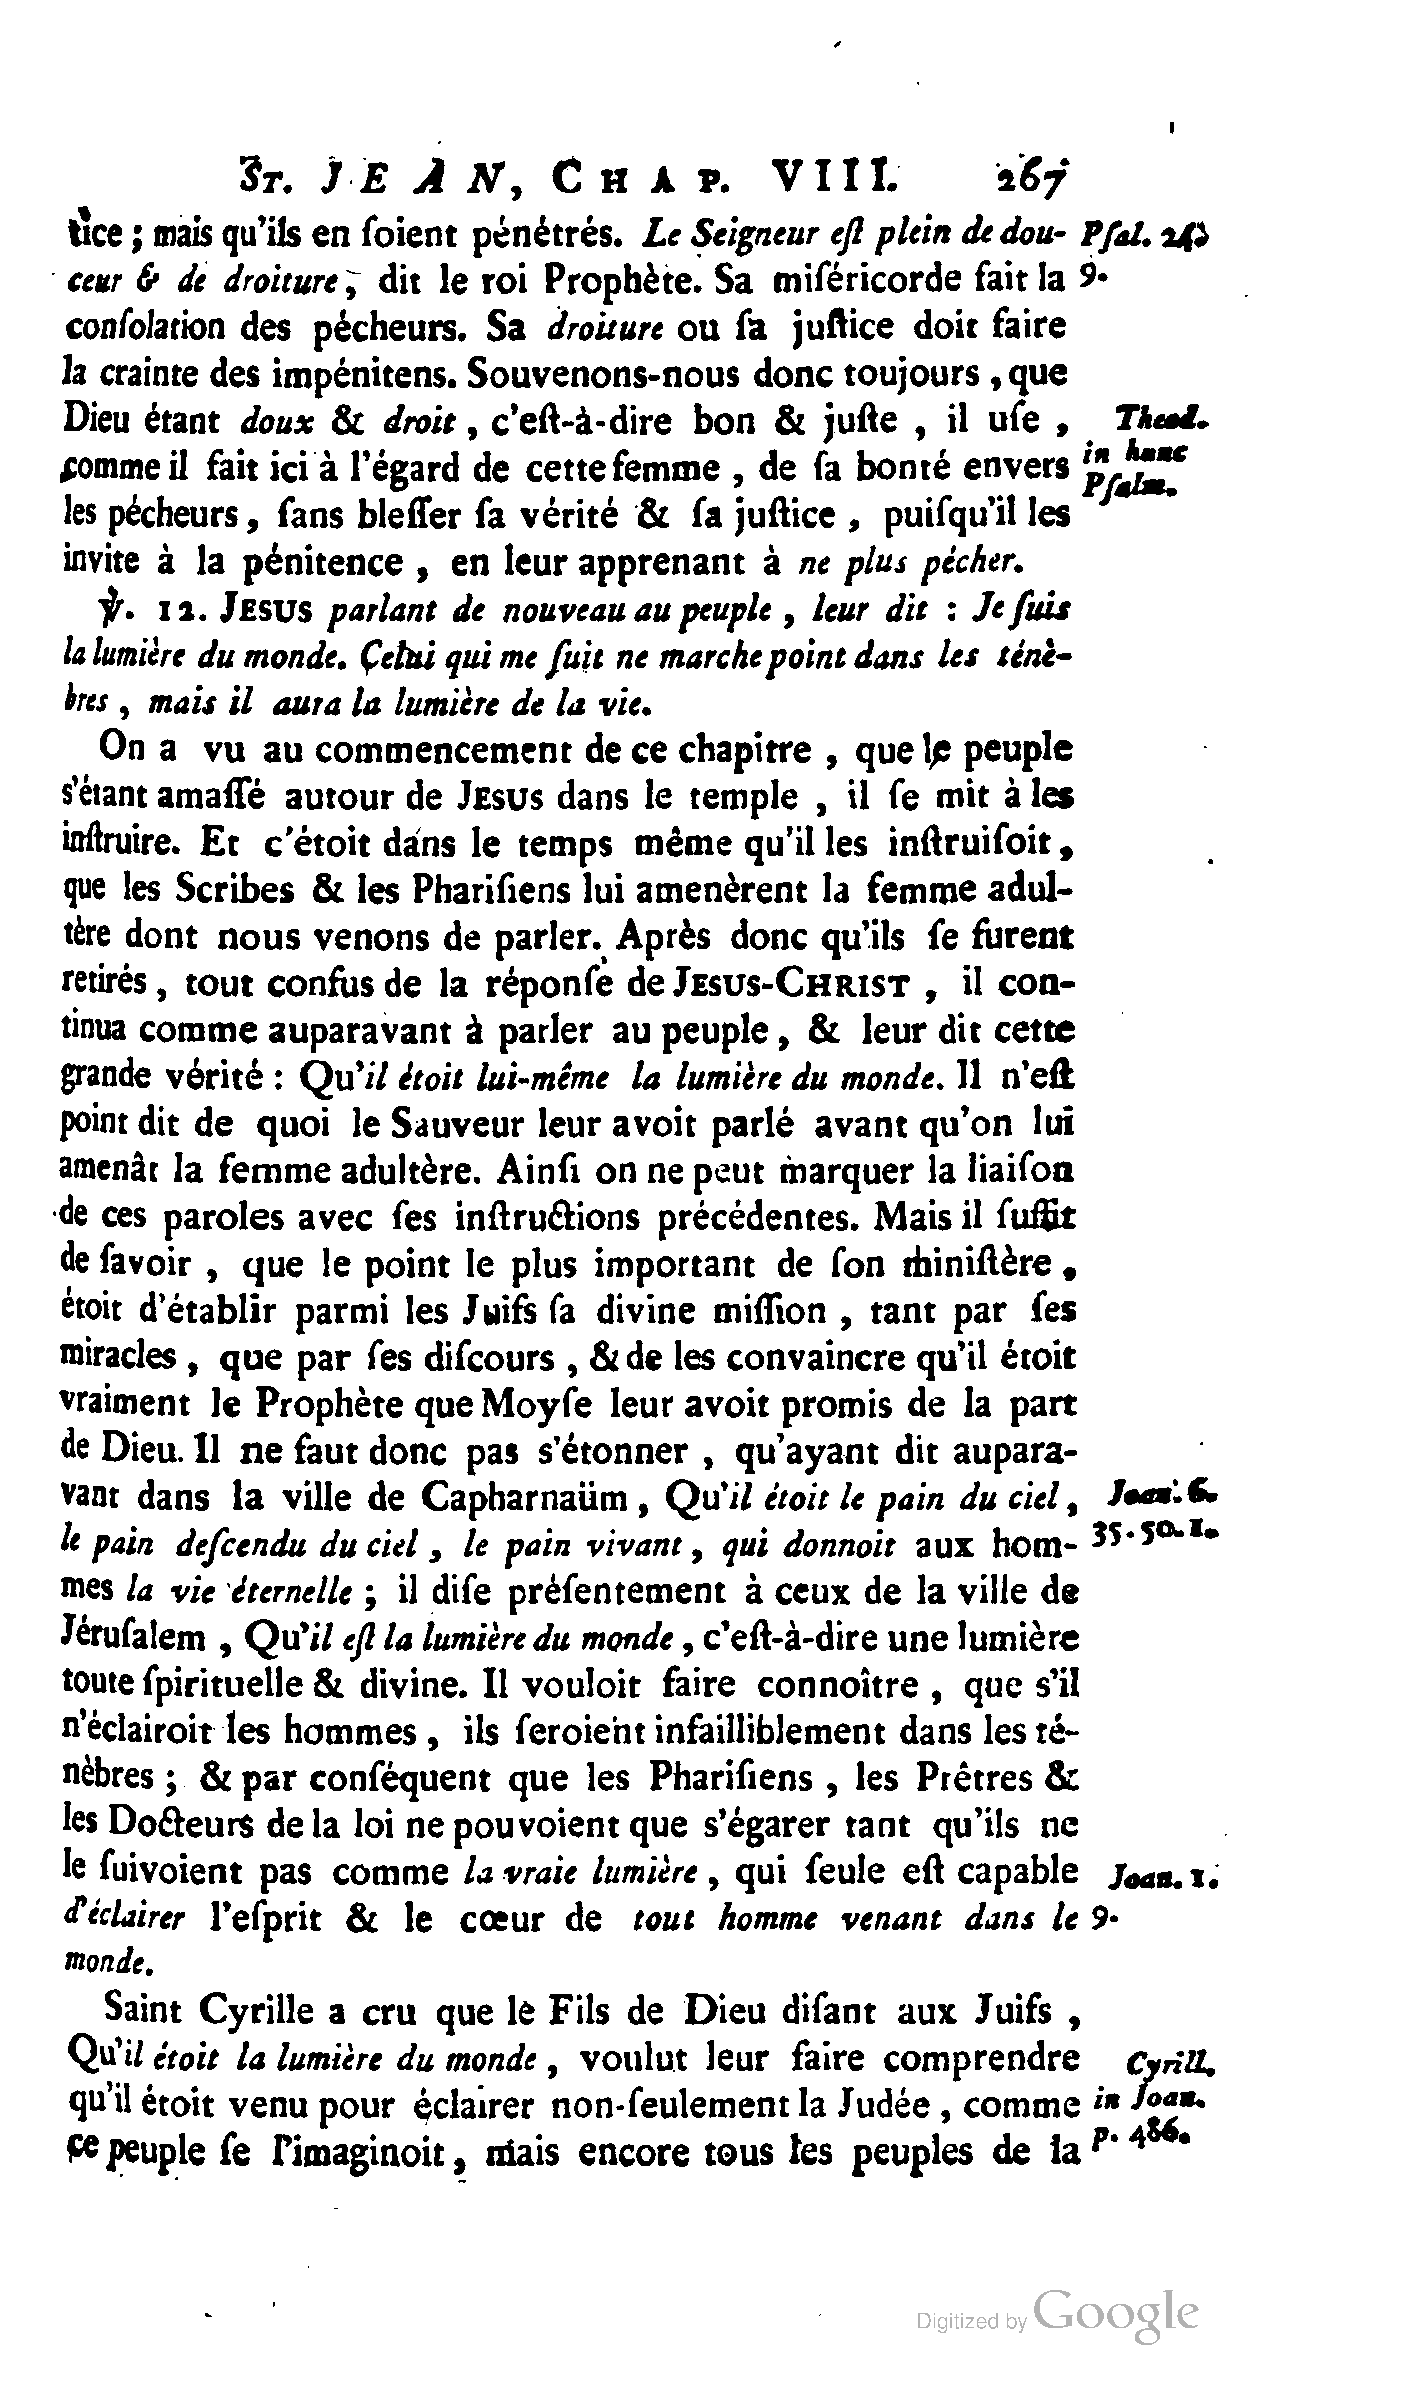 ST. JEAN, CHAP. VIII. 267
tice ; mais qu'ils en ſoient pénétrés. Le Seigneur eſt plein de dou- Pſal.
ceur & de droiture, dit le roi Prophète. Sa miſéricorde fait la 9.
conſolation des pécheurs. Sa droiture ou ſa juſtice doit faire
la crainte des impénitens. Souvenons-nous donc toujours , que
Dieu étant doux & droit , c'eſt-à-dire bon & juſte , il uſe , Theod.
comme il fait ici à l'égard de cette femme , de ſa bonté envers in hunc
les pécheurs, ſans bleſſer ſa vérité & ſa juſtice , puiſqu'il les Pſalm.
invite à la pénitence , en leur apprenant à ne plus pécher.
℣. 12. JESUS parlant de nouveau au peuple , leur dit : Je ſuis
la lumière du monde. Celui qui me ſuit ne marche point dans les ténè-
bres , mais il aura la lumière de la vie.
On a vu au commencement de ce chapitre , que le peuple
s'étant amaſſé autour de JESUS dans le temple , il ſe mit à les
inſtruire. Et c'étoit dans le temps même qu'il les inſtruiſoit,
que les Scribes & les Phariſiens lui amenèrent la femme adul-
tère dont nous venons de parler. Après donc qu'ils ſe furent
retirés, tout confus de la réponſe de JESUS-CHRIST , il con-
tinua comme auparavant à parler au peuple, & leur dit cette
grande vérité : Qu'il étoit lui-même la lumière du monde. Il n'eſt
point dit de quoi le Sauveur leur avoit parlé avant qu'on lui
amenât la femme adultère. Ainſi on ne peut marquer la liaiſon
de ces paroles avec ſes inſtructions précédentes. Mais il ſuffit
de ſavoir , que le point le plus important de ſon miniſtère ,
étoit d'établir parmi les Juifs ſa divine miſſion , tant par ſes
miracles , que par ſes diſcours , & de les convaincre qu'il étoit
vraiment le Prophète que Moyſe leur avoit promis de la part
de Dieu. Il ne faut donc pas s'étonner , qu'ayant dit aupara-
vant dans la ville de Capharnaüm , Qu'il étoit le pain du ciel , Joan. 6.
le pain deſcendu du ciel , le pain vivant , qui donnoit aux hom- 35. 50. 1.
mes la vie éternelle ; il diſe préſentement à ceux de la ville de
Jéruſalem , Qu'il eſt la lumière du monde , c'eſt-à-dire une lumière
toute ſpirituelle & divine. Il vouloit faire connoître , que s'il
n'éclairoit les hommes , ils ſeroient infailliblement dans les té-
nèbres ; & par conſéquent que les Phariſiens , les Prêtres &
les Docteurs de la loi ne pouvoient que s'égarer tant qu'ils ne
le ſuivoient pas comme la vraie lumière , qui ſeule eſt capable Joan. 1.
d'éclairer l'eſprit & le cœur de tout homme venant dans le 9.
monde.
Saint Cyrille a cru que le Fils de Dieu diſant aux Juifs ,
Qu'il étoit la lumière du monde , voulut leur faire comprendre Cyrill.
qu'il étoit venu pour éclairer non-ſeulement la Judée , comme in Joan.
ce peuple ſe l'imaginoit , mais encore tous les peuples de la p. 486.
Digitized by Google